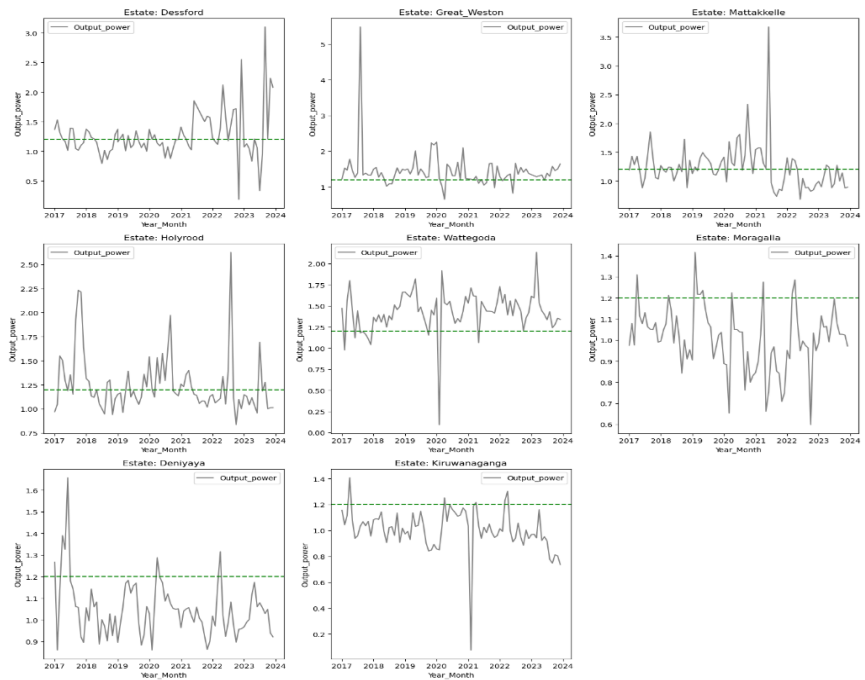 Estate: Dessford
Output_power
Output_power
3.0
2.5
2.0
1.5
1.0
0.5
2017 2018 2019 2020 2021 2022 2023 2024
Year_Month
Estate: Great_Weston
Output_power
Output_power
5
4
3
2
1
2017 2018 2019 2020 2021 2022 2023 2024
Year_Month
Estate: Mattakkelle
Output_power
Output_power
3.5
3.0
2.5
2.0
1.5
1.0
2017 2018 2019 2020 2021 2022 2023 2024
Year_Month
Estate: Holyrood
Output_power
Output_power
2.50
2.25
2.00
1.75
1.50
1.25
1.00
0.75
2017 2018 2019 2020 2021 2022 2023 2024
Year_Month
Estate: Wattegoda
Output_power
Output_power
2.00
1.75
1.50
1.25
1.00
0.75
0.50
0.25
0.00
2017 2018 2019 2020 2021 2022 2023 2024
Year_Month
Estate: Moragalla
Output_power
Output_power
1.4
1.3
1.2
1.1
1.0
0.9
0.8
0.7
0.6
2017 2018 2019 2020 2021 2022 2023 2024
Year_Month
Estate: Deniyaya
Output_power
Output_power
1.6
1.5
1.4
1.3
1.2
1.1
1.0
0.9
2017 2018 2019 2020 2021 2022 2023 2024
Year_Month
Estate: Kiruwanaganga
Output_power
Output_power
1.4
1.2
1.0
0.8
0.6
0.4
0.2
2017 2018 2019 2020 2021 2022 2023 2024
Year_Month